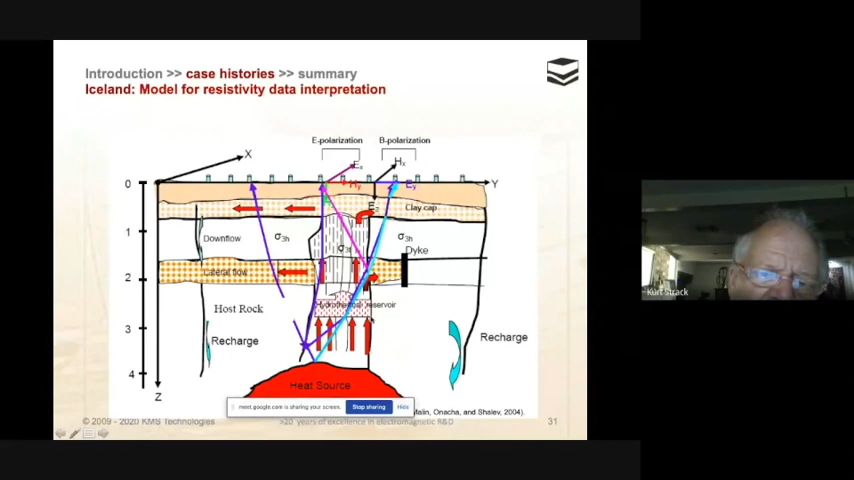 Introduction >> case histories >> summary
Iceland: Model for resistivity data interpretation
E-polarization B-polarization
X
Hx
Ex
0 Hy Ey Y
Clay cap
1 Downflow σ3h σ3h
Dyke
2 Lateral flow
Host Rock reservoir
3
Recharge Recharge
4
Heat Source
Z
meet.google.com is sharing your screen. Stop sharing Hide
Malin, Onacha, and Shalev, 2004).
© 2009 - 2020 KMS Technologies >20 years of excellence in electromagnetic R&D 31
Kurt Strack